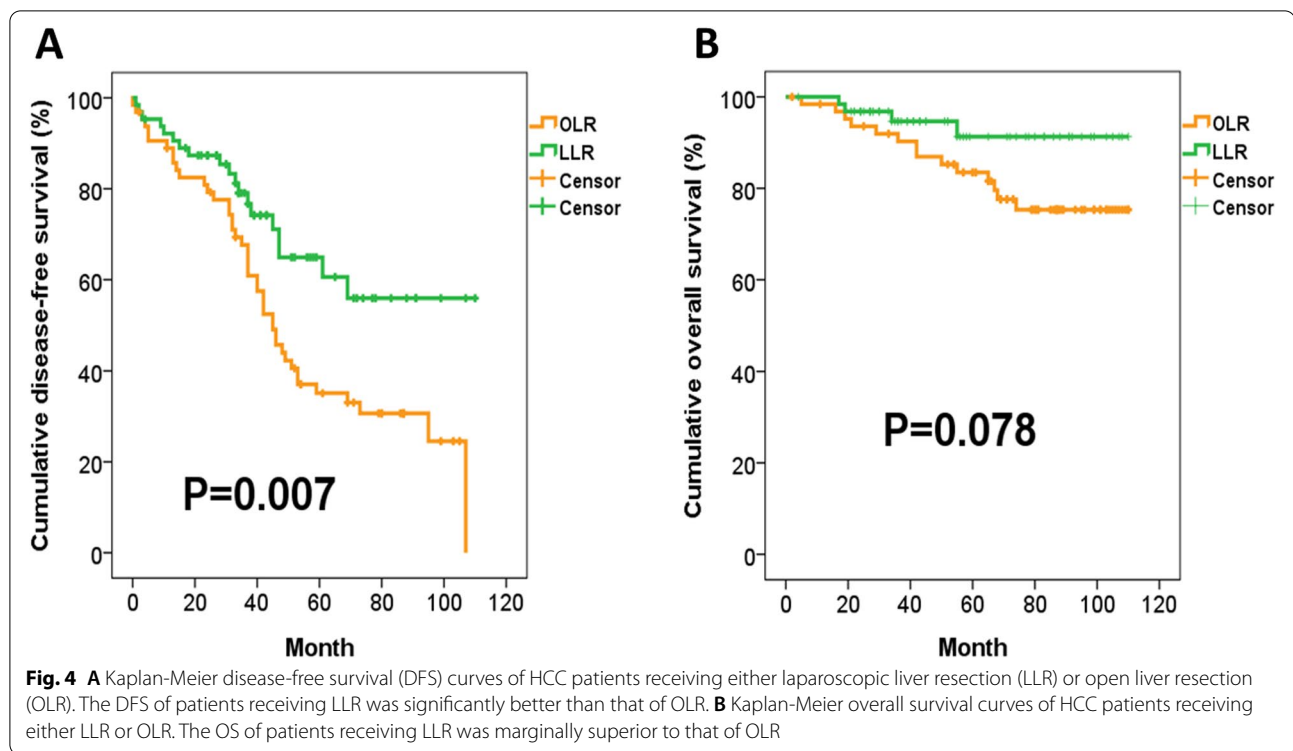 A
Cumulative disease-free survival (%)
100
80
60
40
20
0
0 20 40 60 80 100 120
Month
P=0.007
OLR
LLR
Censor
Censor
B
Cumulative overall survival (%)
100
80
60
40
20
0
0 20 40 60 80 100 120
Month
P=0.078
OLR
LLR
Censor
Censor
Fig. 4 A Kaplan-Meier disease-free survival (DFS) curves of HCC patients receiving either laparoscopic liver resection (LLR) or open liver resection
(OLR). The DFS of patients receiving LLR was significantly better than that of OLR. B Kaplan-Meier overall survival curves of HCC patients receiving
either LLR or OLR. The OS of patients receiving LLR was marginally superior to that of OLR